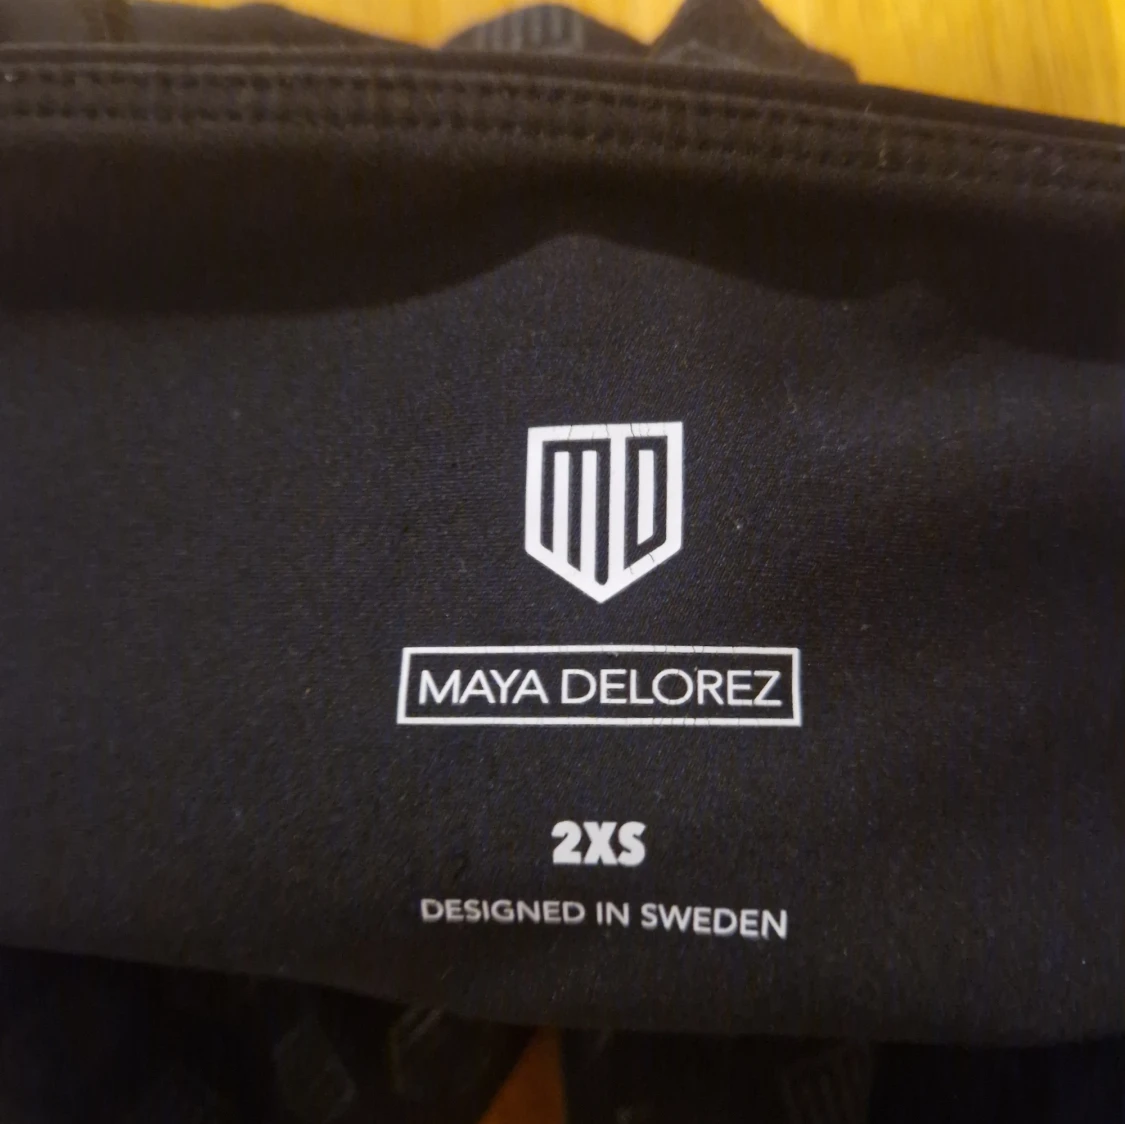 MD
MAYA DELOREZ
2XS
DESIGNED IN SWEDEN